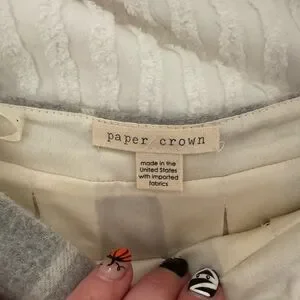 paper crown
made in the
United States
with imported
fabrics